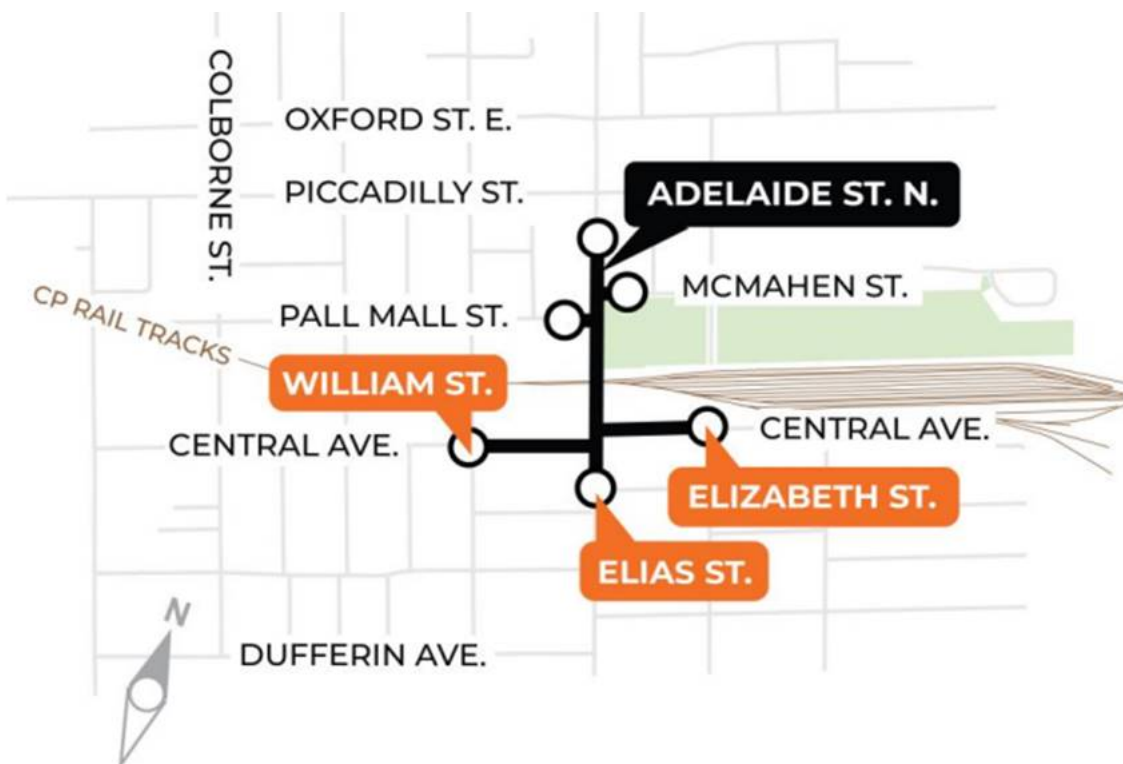 COLBORNE ST.
OXFORD ST. E.
PICCADILLY ST.
ADELAIDE ST. N.
MCMAHEN ST.
CP RAIL TRACKS
PALL MALL ST.
WILLIAM ST.
CENTRAL AVE.
CENTRAL AVE.
ELIZABETH ST.
ELIAS ST.
N
DUFFERIN AVE.